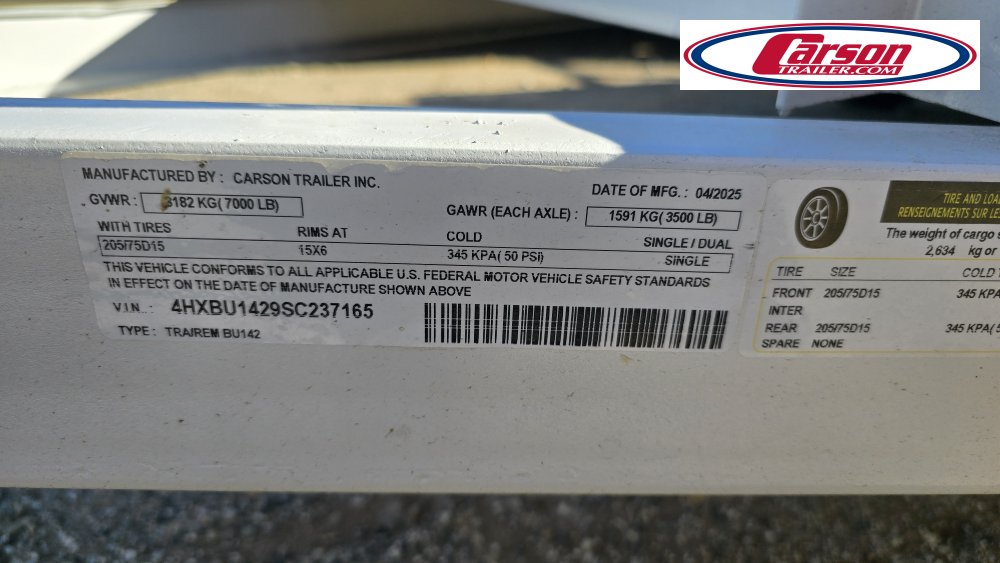 Carson
TRAILER.COM
MANUFACTURED BY : CARSON TRAILER INC.
DATE OF MFG. : 04/2025
GVWR : 3182 KG( 7000 LB)
GAWR (EACH AXLE) : 1591 KG( 3500 LB)
WITH TIRES RIMS AT COLD SINGLE / DUAL
205/75D15 15X6 345 KPA( 50 PSI) SINGLE
THIS VEHICLE CONFORMS TO ALL APPLICABLE U.S. FEDERAL MOTOR VEHICLE SAFETY STANDARDS
IN EFFECT ON THE DATE OF MANUFACTURE SHOWN ABOVE
V.I.N. : 4HXBU1429SC237165
TYPE : TRA/REM BU142
TIRE AND LOA
RENSEIGNEMENTS SUR LE
The weight of cargo
2,634 kg or
TIRE SIZE COLD
FRONT 205/75D15 345 KPA(
INTER
REAR 205/75D15 345 KPA(
SPARE NONE